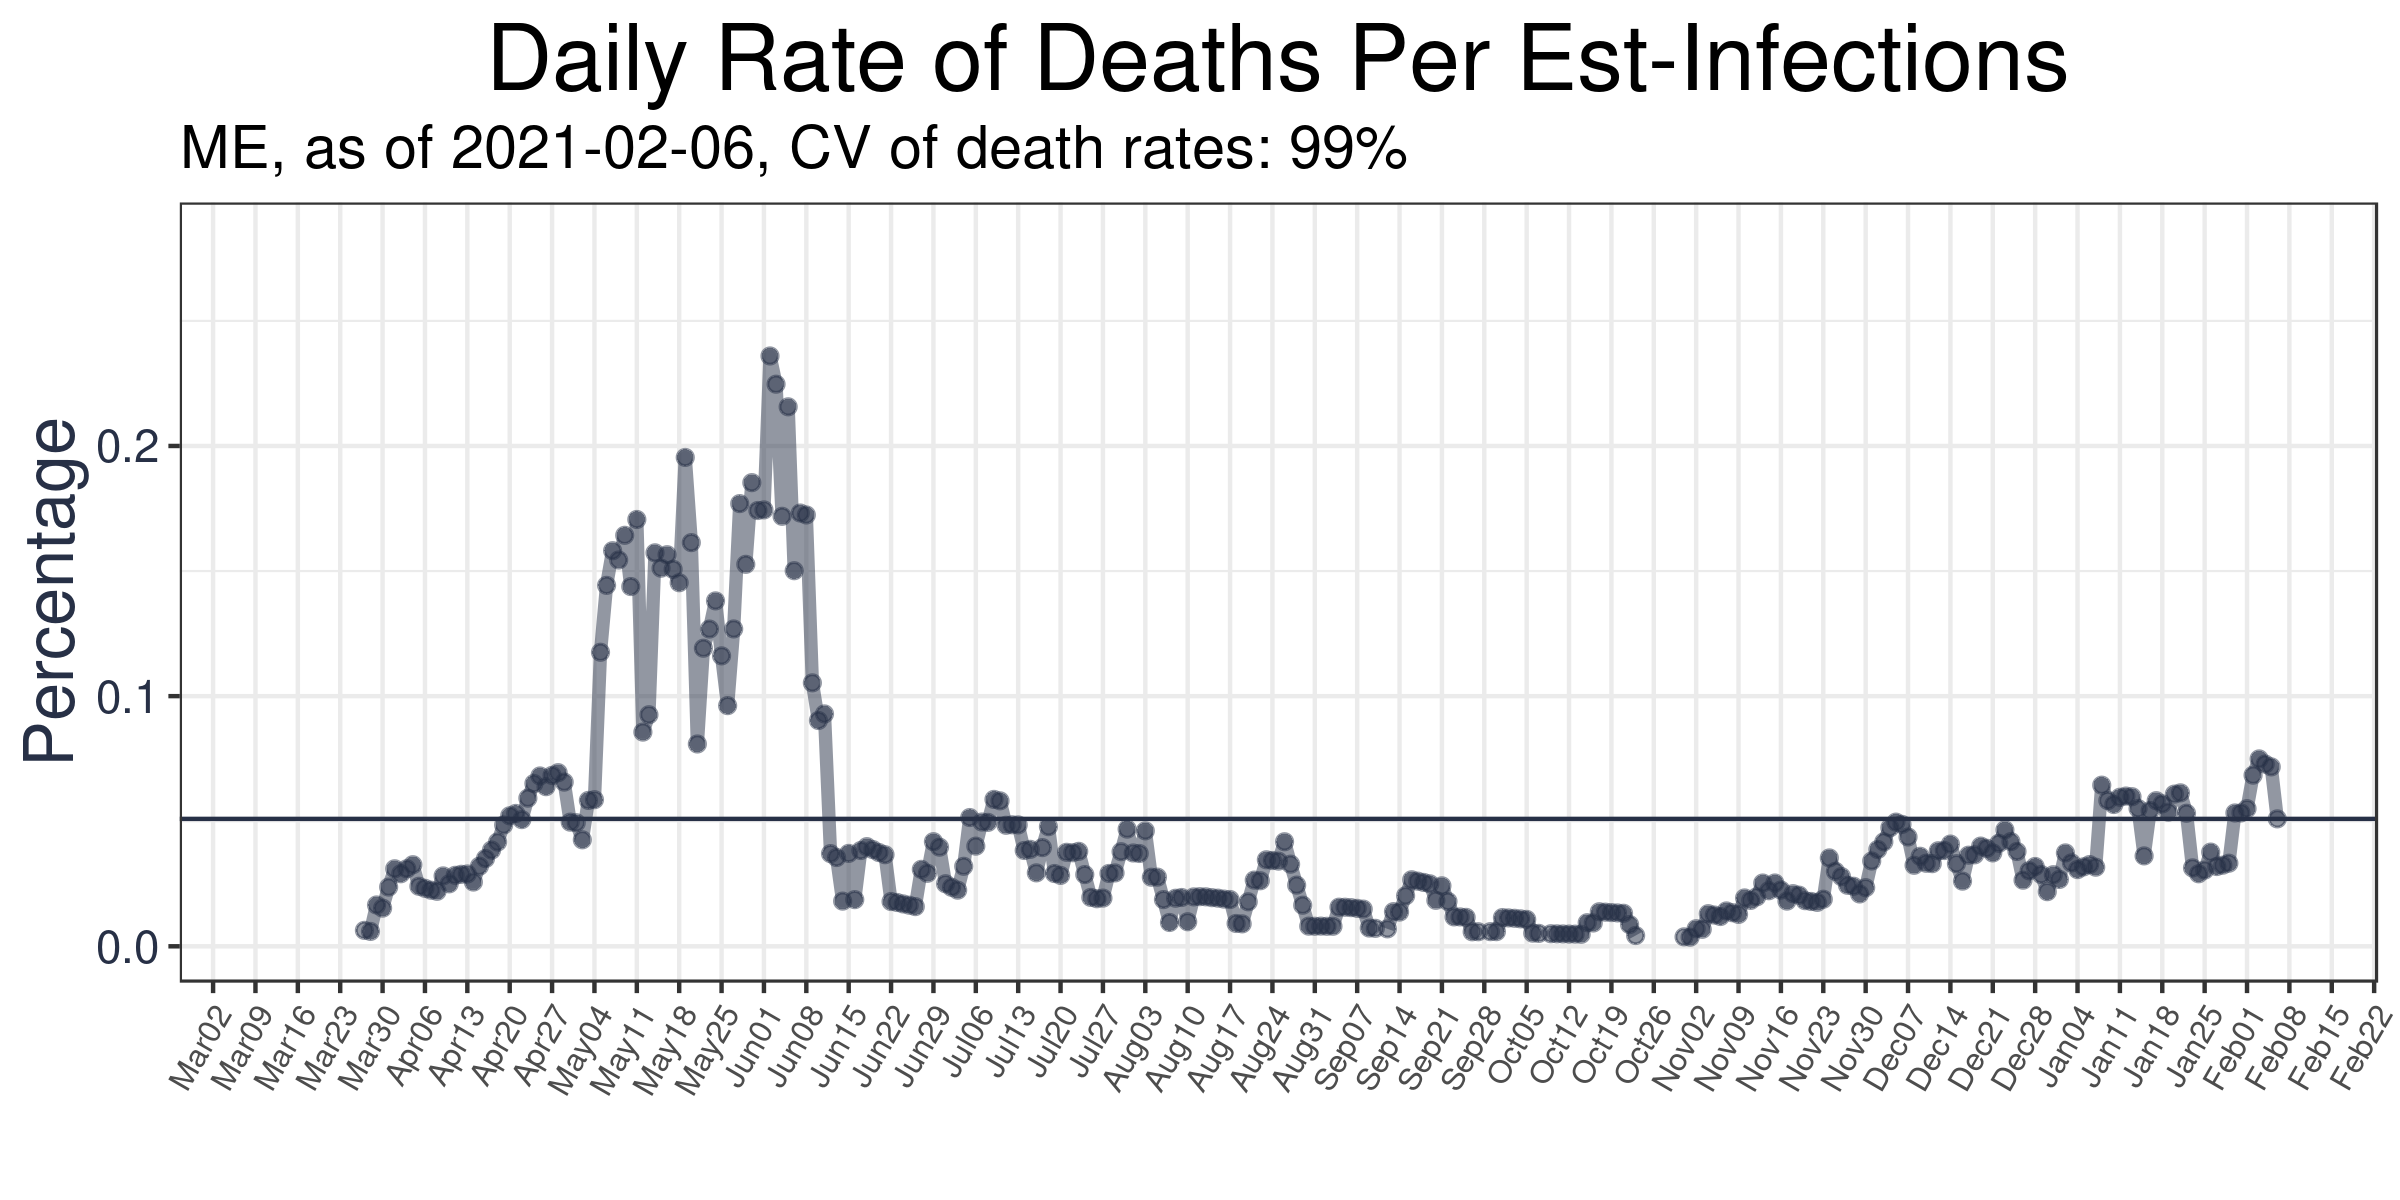 Daily Rate of Deaths Per Est-Infections
ME, as of 2021-02-06, CV of death rates: 99%
Percentage
0.2
0.1
0.0
Mar02 Mar09 Mar16 Mar23 Mar30 Apr06 Apr13 Apr20 Apr27 May04 May11 May18 May25 Jun01 Jun08 Jun15 Jun22 Jun29 Jul06 Jul13 Jul20 Jul27 Aug03 Aug10 Aug17 Aug24 Aug31 Sep07 Sep14 Sep21 Sep28 Oct05 Oct12 Oct19 Oct26 Nov02 Nov09 Nov16 Nov23 Nov30 Dec07 Dec14 Dec21 Dec28 Jan04 Jan11 Jan18 Jan25 Feb01 Feb08 Feb15 Feb22